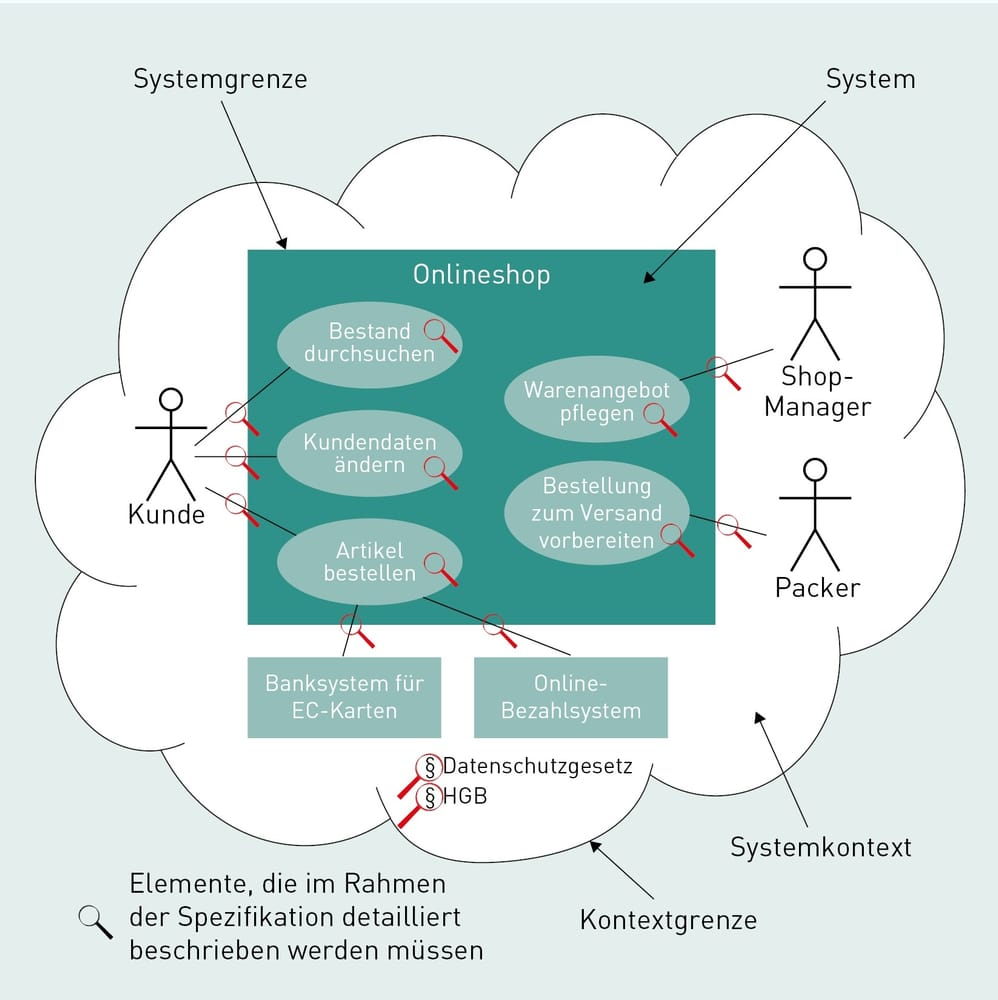 Systemgrenze
System
Onlineshop
Bestand
durchsuchen
Kundendaten
ändern
Artikel
bestellen
Warenangebot
pflegen
Bestellung
zum Versand
vorbereiten
Kunde
Shop-
Manager
Packer
Banksystem für
EC-Karten
Online-
Bezahlsystem
§ Datenschutzgesetz
§ HGB
Systemkontext
Kontextgrenze
Elemente, die im Rahmen
der Spezifikation detailliert
beschrieben werden müssen